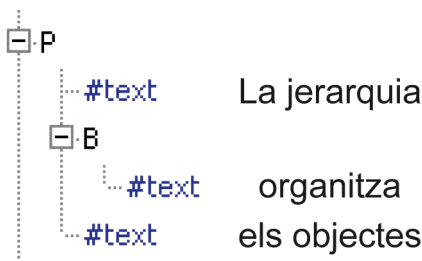 P
#text La jerarquia
B
#text organitza
#text els objectes